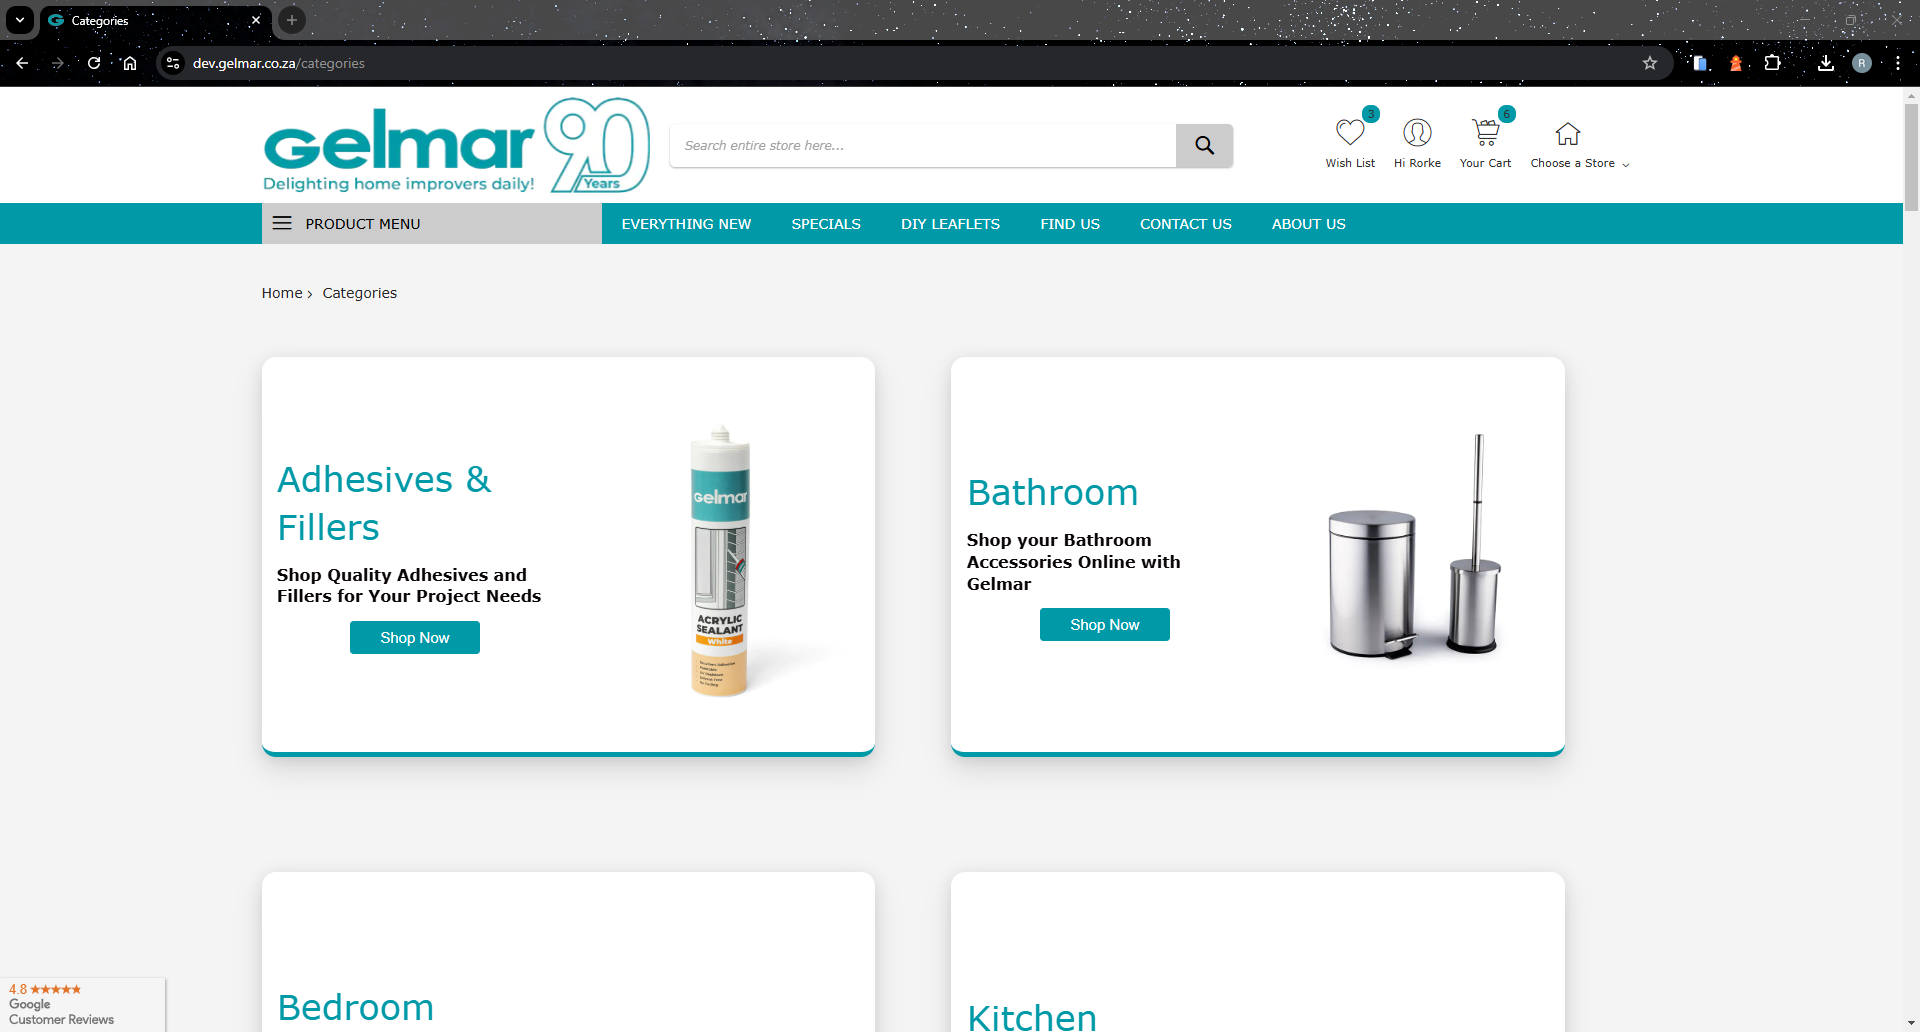 Categories
dev.gelmar.co.za/categories
R
Gelmar 90
Delighting home improvers daily! Years
Search entire store here...
3
6
Wish List
Hi Rorke
Your Cart
Choose a Store
PRODUCT MENU
EVERYTHING NEW
SPECIALS
DIY LEAFLETS
FIND US
CONTACT US
ABOUT US
Home
Categories
Adhesives &
Fillers
Shop Quality Adhesives and
Fillers for Your Project Needs
Shop Now
Gelmar
ACRYLIC
SEALANT
White
Bathroom
Shop your Bathroom
Accessories Online with
Gelmar
Shop Now
Bedroom
Kitchen
4.8
Google
Customer Reviews